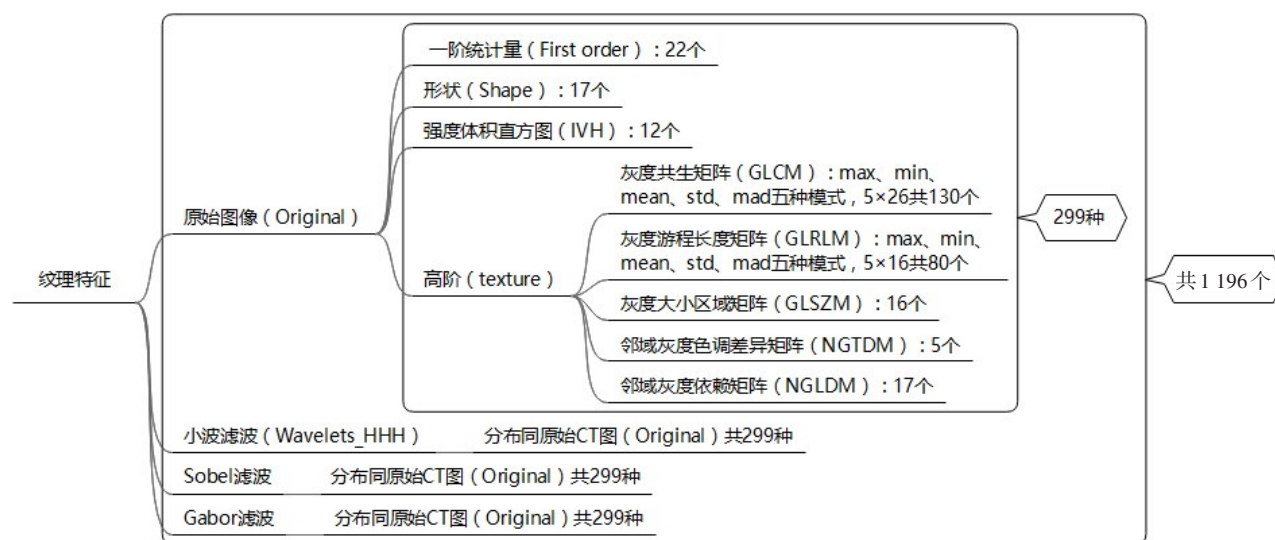 一阶统计量（First order）：22个
形状（Shape）：17个
强度体积直方图（IVH）：12个
灰度共生矩阵（GLCM）：max、min、
mean、std、mad五种模式，5×26共130个
原始图像（Original）
299种
灰度游程长度矩阵（GLRLM）：max、min、
mean、std、mad五种模式，5×16共80个
纹理特征
高阶（texture）
共1 196个
灰度大小区域矩阵（GLSZM）：16个
邻域灰度色调差异矩阵（NGTDM）：5个
邻域灰度依赖矩阵（NGLDM）：17个
小波滤波（Wavelets_HHH） 分布同原始CT图（Original）共299种
Sobel滤波 分布同原始CT图（Original）共299种
Gabor滤波 分布同原始CT图（Original）共299种